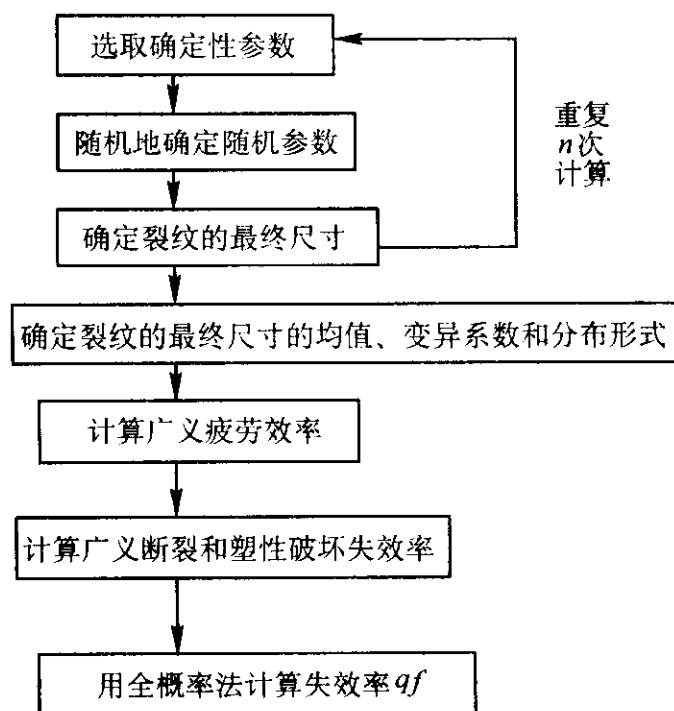 选取确定性参数
随机地确定随机参数
重复
n次
计算
确定裂纹的最终尺寸
确定裂纹的最终尺寸的均值、变异系数和分布形式
计算广义疲劳效率
计算广义断裂和塑性破坏失效率
用全概率法计算失效率qf